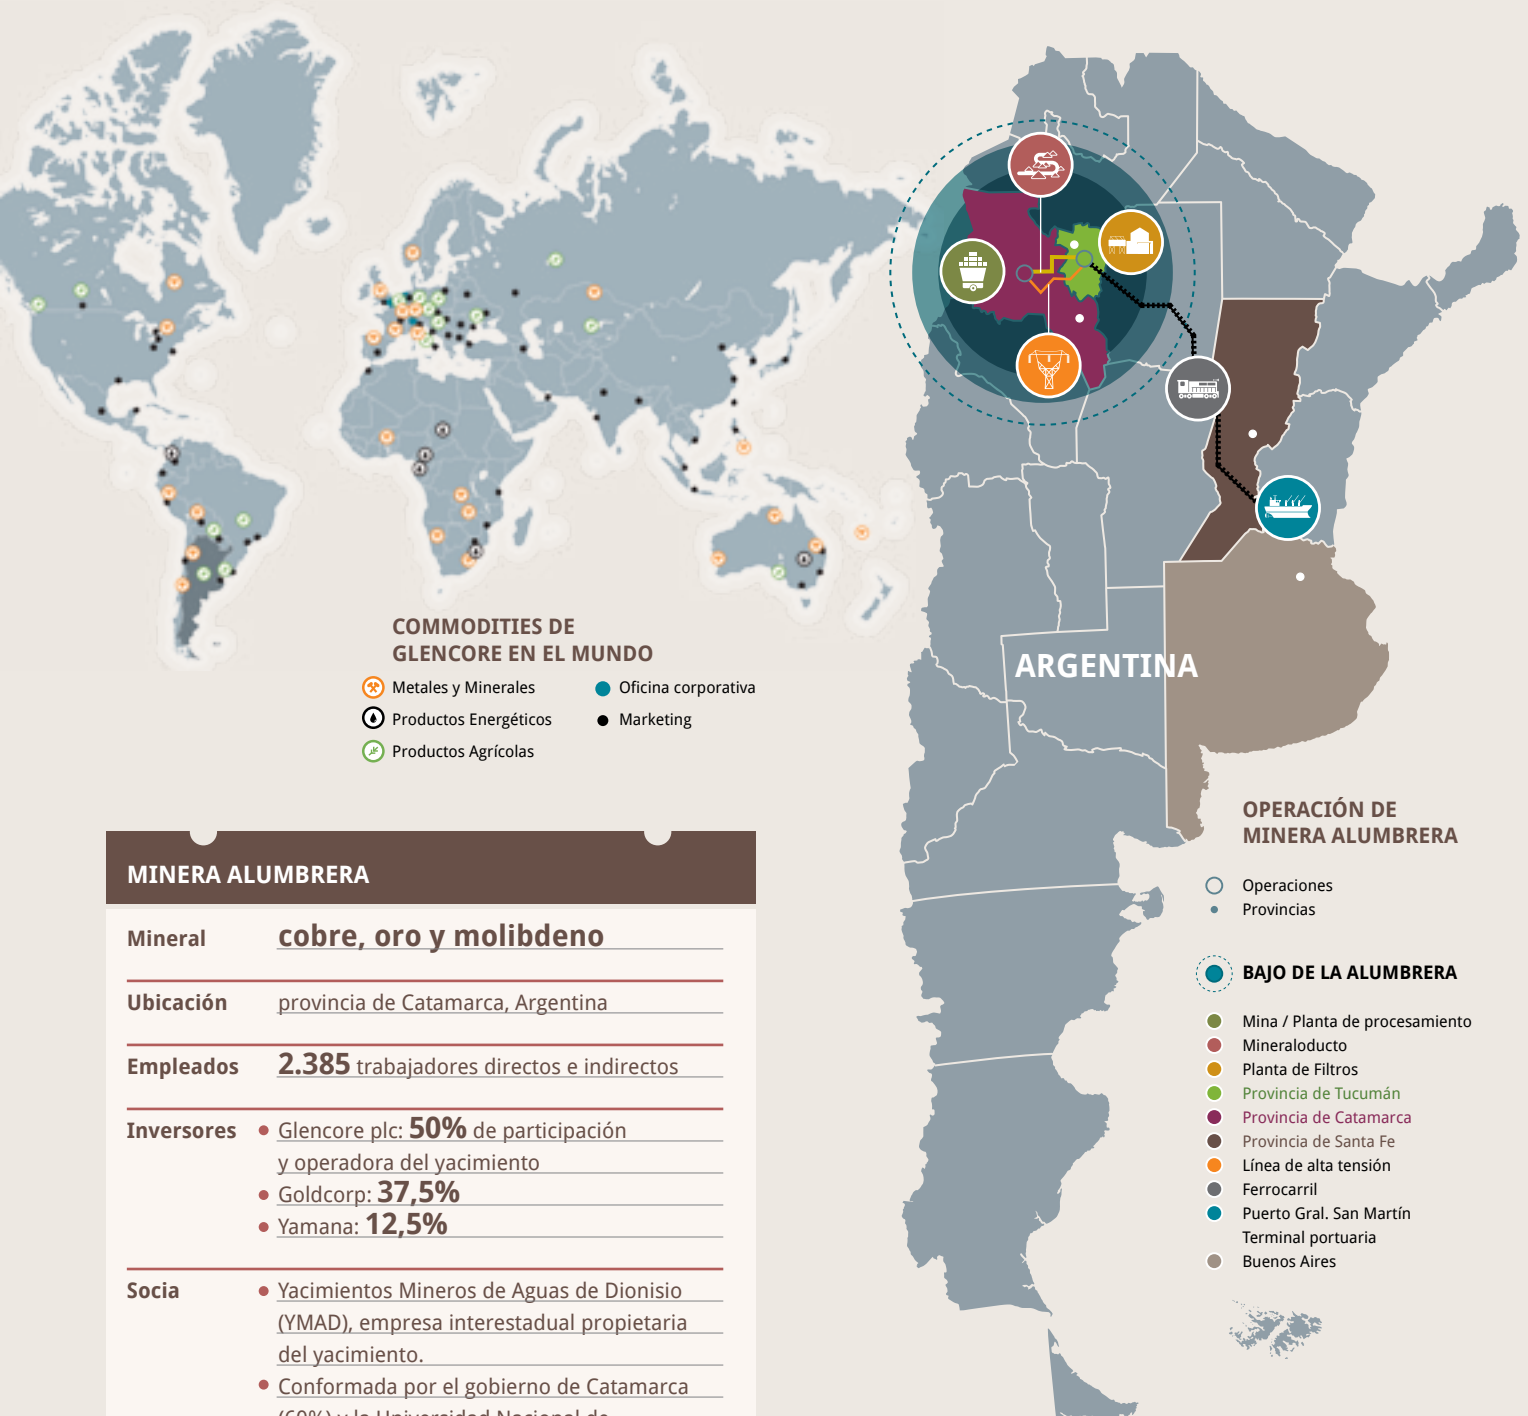 COMMODITIES DE
GLENCORE EN EL MUNDO
Metales y Minerales
Productos Energéticos
Productos Agrícolas
Oficina corporativa
Marketing
ARGENTINA
OPERACIÓN DE
MINERA ALUMBRERA
Operaciones
Provincias
BAJO DE LA ALUMBRERA
Mina / Planta de procesamiento
Mineraloducto
Planta de Filtros
Provincia de Tucumán
Provincia de Catamarca
Provincia de Santa Fe
Línea de alta tensión
Ferrocarril
Puerto Gral. San Martín
Terminal portuaria
Buenos Aires
MINERA ALUMBRERA
Mineral cobre, oro y molibdeno
Ubicación provincia de Catamarca, Argentina
Empleados 2.385 trabajadores directos e indirectos
Inversores • Glencore plc: 50% de participación
y operadora del yacimiento
• Goldcorp: 37,5%
• Yamana: 12,5%
Socia • Yacimientos Mineros de Aguas de Dionisio
(YMAD), empresa interestadual propietaria
del yacimiento.
• Conformada por el gobierno de Catamarca
(60%) y la Universidad Nacional de